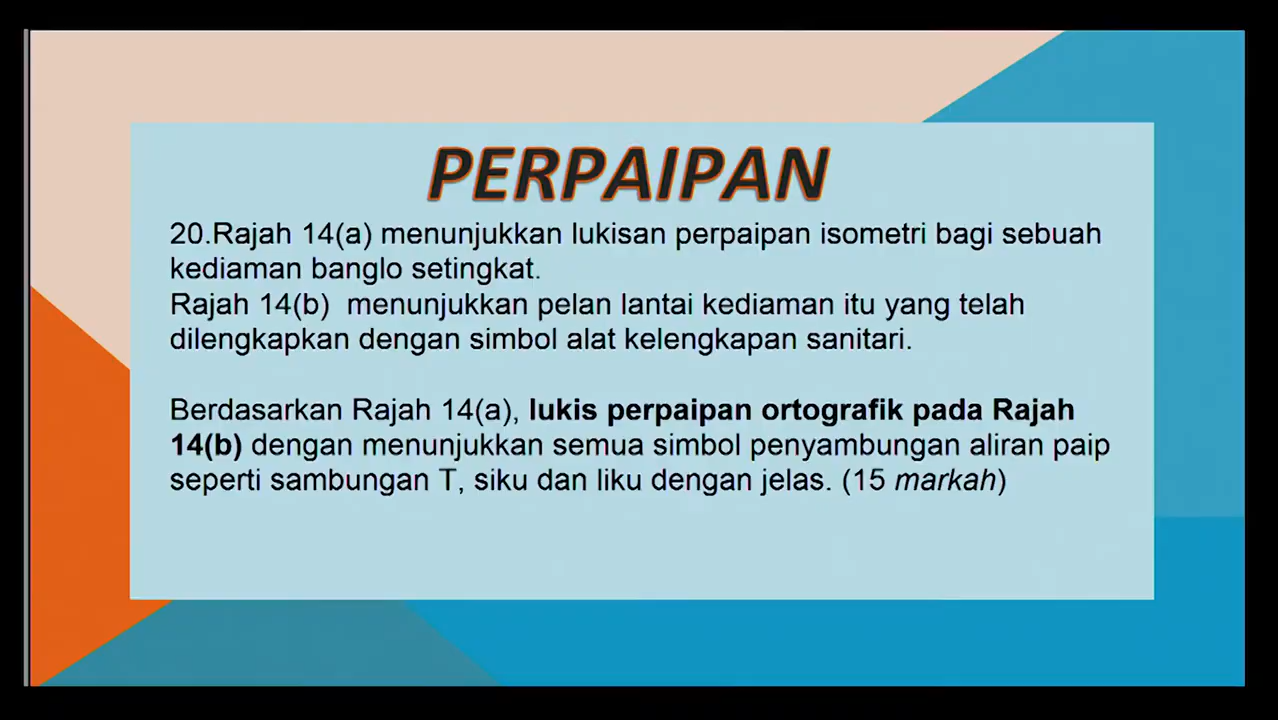 PERPAIPAN
20.Rajah 14(a) menunjukkan lukisan perpaipan isometri bagi sebuah
kediaman banglo setingkat.
Rajah 14(b)  menunjukkan pelan lantai kediaman itu yang telah
dilengkapkan dengan simbol alat kelengkapan sanitari.
Berdasarkan Rajah 14(a), lukis perpaipan ortografik pada Rajah
14(b) dengan menunjukkan semua simbol penyambungan aliran paip
seperti sambungan T, siku dan liku dengan jelas. (15 markah)